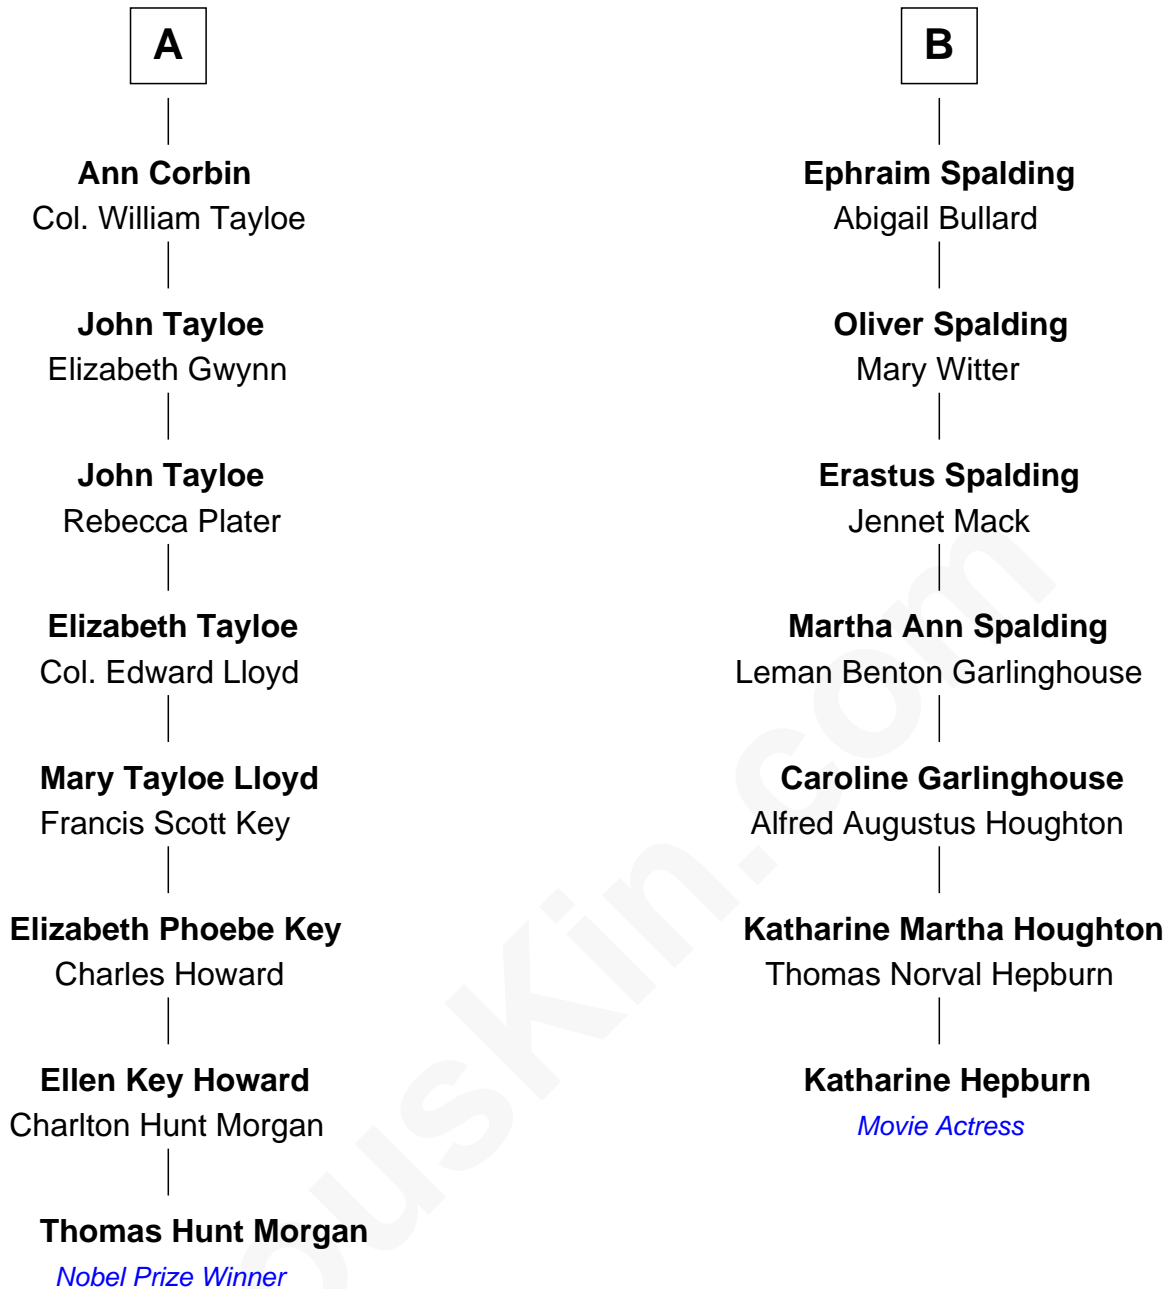 A
Ann Corbin
Col. William Tayloe
John Tayloe
Elizabeth Gwynn
John Tayloe
Rebecca Plater
Elizabeth Tayloe
Col. Edward Lloyd
Mary Tayloe Lloyd
Francis Scott Key
Elizabeth Phoebe Key
Charles Howard
Ellen Key Howard
Charlton Hunt Morgan
Thomas Hunt Morgan
Nobel Prize Winner
B
Ephraim Spalding
Abigail Bullard
Oliver Spalding
Mary Witter
Erastus Spalding
Jennet Mack
Martha Ann Spalding
Leman Benton Garlinghouse
Caroline Garlinghouse
Alfred Augustus Houghton
Katharine Martha Houghton
Thomas Norval Hepburn
Katharine Hepburn
Movie Actress
ousKin.com